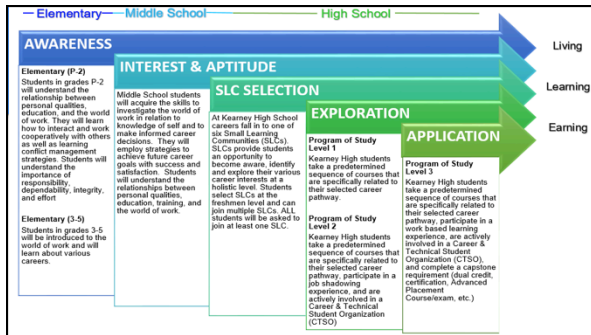 Elementary
Middle School
High School
AWARENESS
Living
Elementary (P-2)
Students in grades P-2
will understand the
relationship between
personal qualities,
education, and the world
of work. They will learn
how to interact and work
cooperatively with others
as well as learning
conflict management
strategies. Students will
understand the
importance of
responsibility,
dependability, integrity,
and effort
Elementary (3-5)
Students in grades 3-5
will be introduced to the
world of work and will
learn about various
careers.
INTEREST & APTITUDE
Learning
Middle School students
will acquire the skills to
investigate the world of
work in relation to
knowledge of self and to
make informed career
decisions. They will
employ strategies to
achieve future career
goals with success and
satisfaction. Students
will understand the
relationships between
personal qualities,
education, training, and
the world of work.
SLC SELECTION
Earning
At Kearney High School
careers fall in to one of
six Small Learning
Communities (SLCs).
SLCs provide students
an opportunity to
become aware, identify
and explore their various
career interests at a
holistic level. Students
select SLCs at the
freshmen level and can
join multiple SLCs. ALL
students will be asked to
join at least one SLC.
EXPLORATION
Program of Study
Level 1
Kearney High students
take a predetermined
sequence of courses that
are specifically related to
their selected career
pathway.
Program of Study
Level 2
Kearney High students
take a predetermined
sequence of courses that
are specifically related to
their selected career
pathway, participate in a
job shadowing
experience, and are
actively involved in a
Career & Technical
Student Organization
(CTSO)
APPLICATION
Program of Study
Level 3
Kearney High students
take a predetermined
sequence of courses that
are specifically related to
their selected career
pathway, participate in a
work based learning
experience, are actively
involved in a Career &
Technical Student
Organization (CTSO),
and complete a capstone
requirement (dual credit,
certification, Advanced
Placement
Course/exam, etc.)